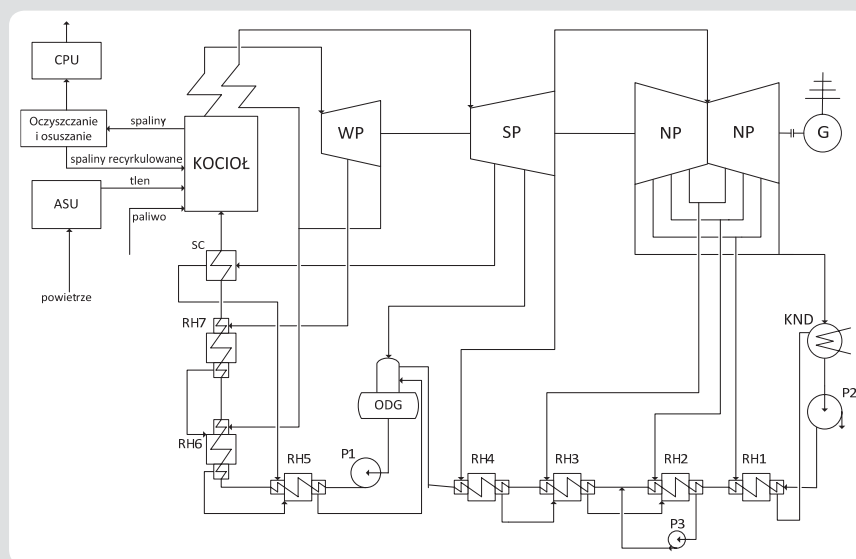 CPU
Oczyszczanie
i osuszanie
spaliny
spaliny recyrkulowane
tlen
ASU
paliwo
powietrze
KOCIOŁ
WP
SP
NP
NP
G
SC
RH7
RH6
RH5
P1
ODG
RH4
RH3
RH2
RH1
P3
KND
P2